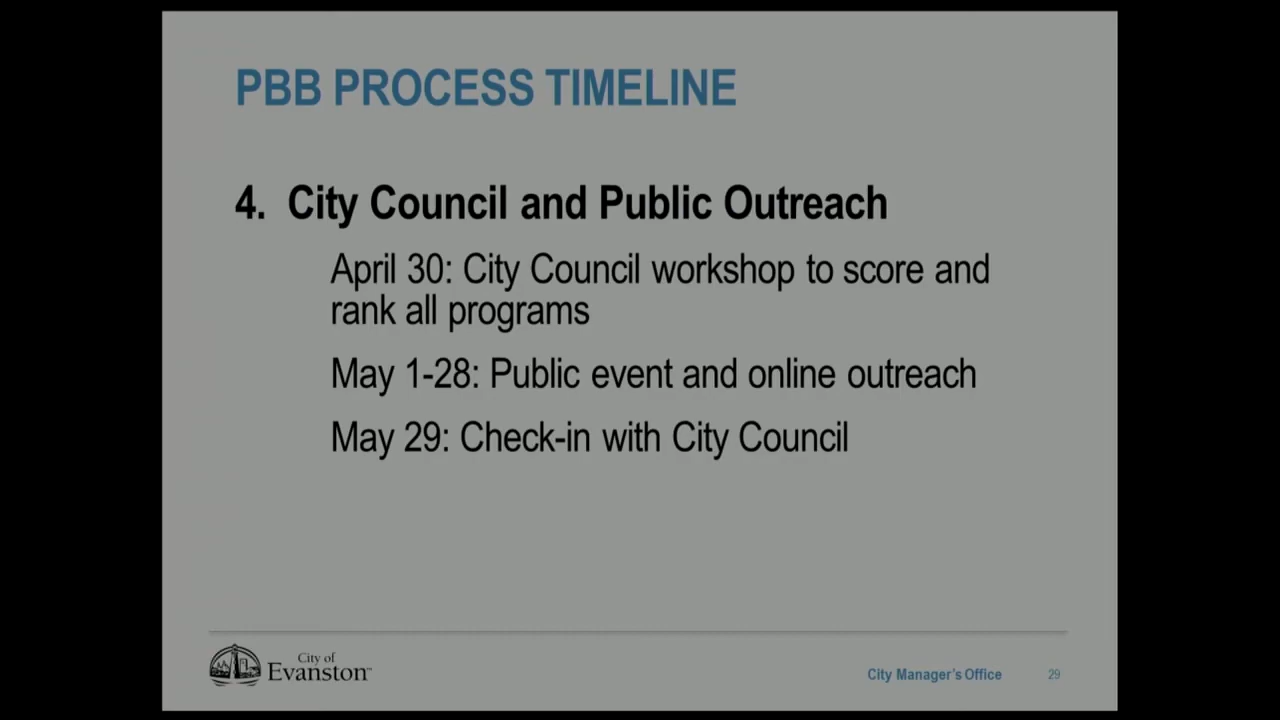 PBB PROCESS TIMELINE
4. City Council and Public Outreach
April 30: City Council workshop to score and
rank all programs
May 1-28: Public event and online outreach
May 29: Check-in with City Council
City of
Evanston™
City Manager's Office 29